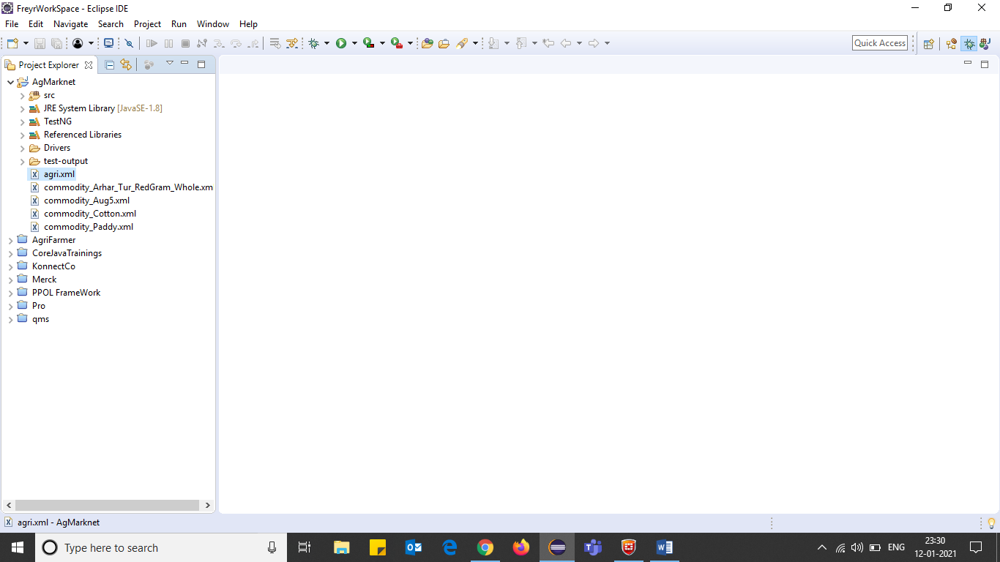 FreyrWorkSpace - Eclipse IDE
File Edit Navigate Search Project Run Window Help
Quick Access
Project Explorer
AgMarknet
src
JRE System Library [JavaSE-1.8]
TestNG
Referenced Libraries
Drivers
test-output
agri.xml
commodity_Arhar_Tur_RedGram_Whole.xm
commodity_Aug5.xml
commodity_Cotton.xml
commodity_Paddy.xml
AgriFarmer
CoreJavaTrainings
KonnectCo
Merck
PPOL FrameWork
Pro
qms
agri.xml - AgMarknet
Type here to search
ENG
23:30
12-01-2021